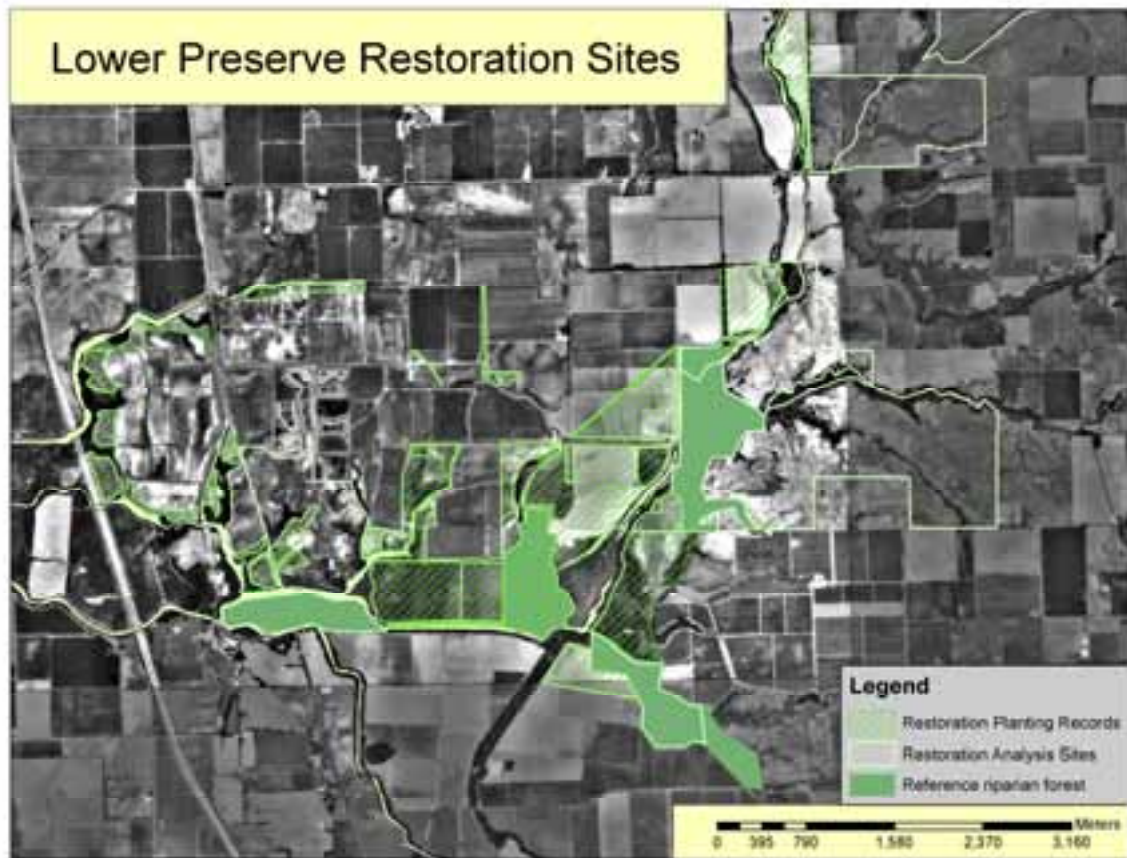 Lower Preserve Restoration Sites
Legend
Restoration Planting Records
Restoration Analysis Sites
Reference riparian forest
Meters
0 395 790 1,580 2,370 3,160